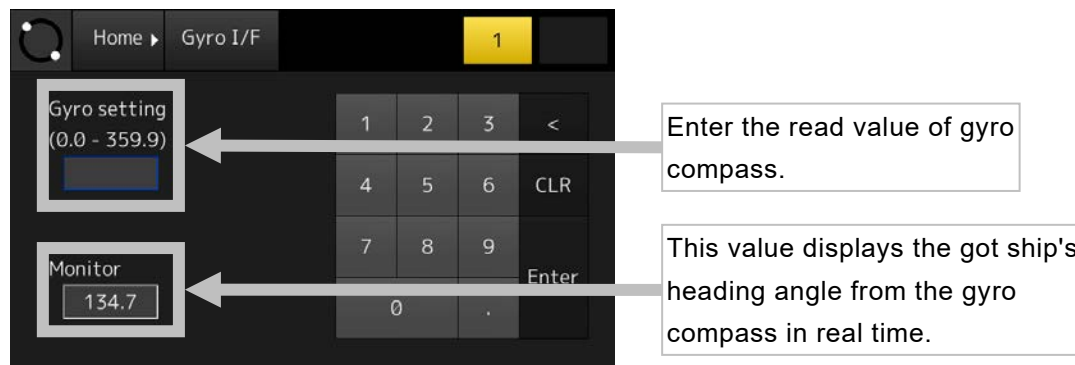 Home ▸ Gyro I/F 1
Gyro setting
(0.0 - 359.9)
1 2 3 <
4 5 6 CLR
7 8 9
Enter
0 .
Monitor
134.7
Enter the read value of gyro
compass.
This value displays the got ship's
heading angle from the gyro
compass in real time.